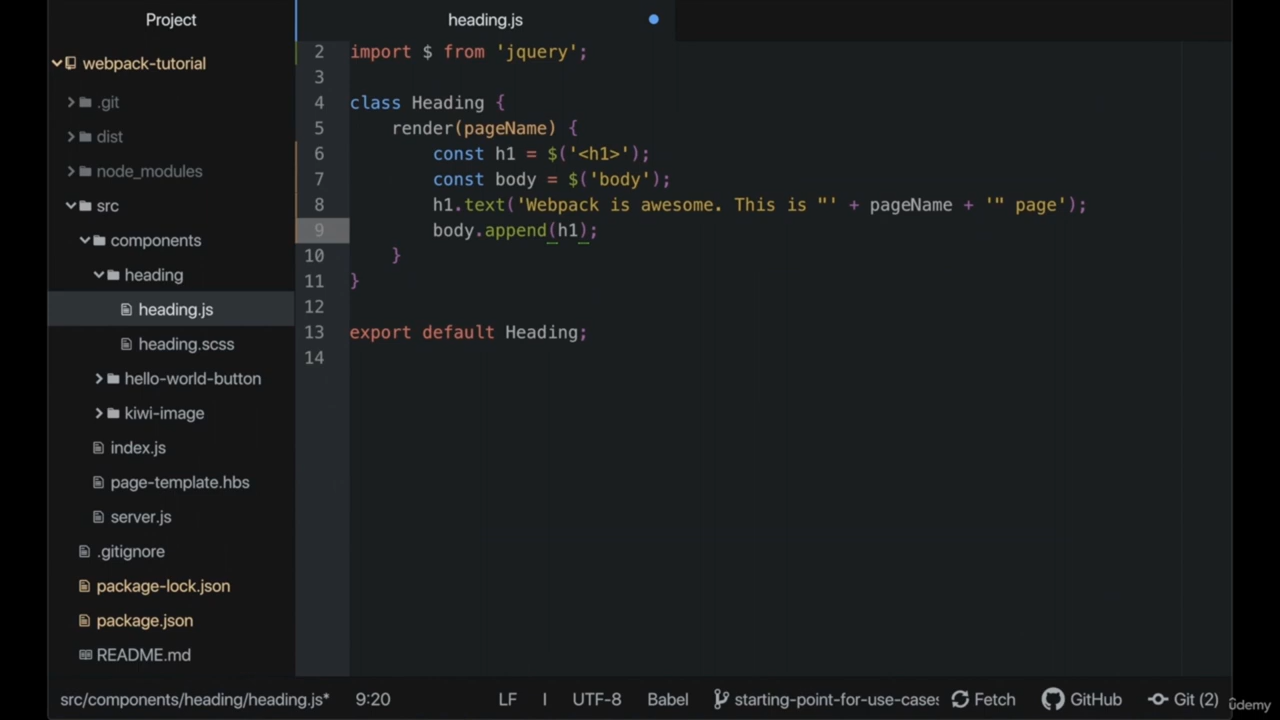 Project
heading.js
webpack-tutorial
.git
dist
node_modules
src
components
heading
heading.js
heading.scss
hello-world-button
kiwi-image
index.js
page-template.hbs
server.js
.gitignore
package-lock.json
package.json
README.md
2 import $ from 'jquery';
3
4 class Heading {
5 render(pageName) {
6 const h1 = $('<h1>');
7 const body = $('body');
8 h1.text('Webpack is awesome. This is "' + pageName + '" page');
9 body.append(h1);
10 }
11 }
12
13 export default Heading;
14
src/components/heading/heading.js* 9:20 LF I UTF-8 Babel starting-point-for-use-cases Fetch GitHub Git (2)
ûdemy